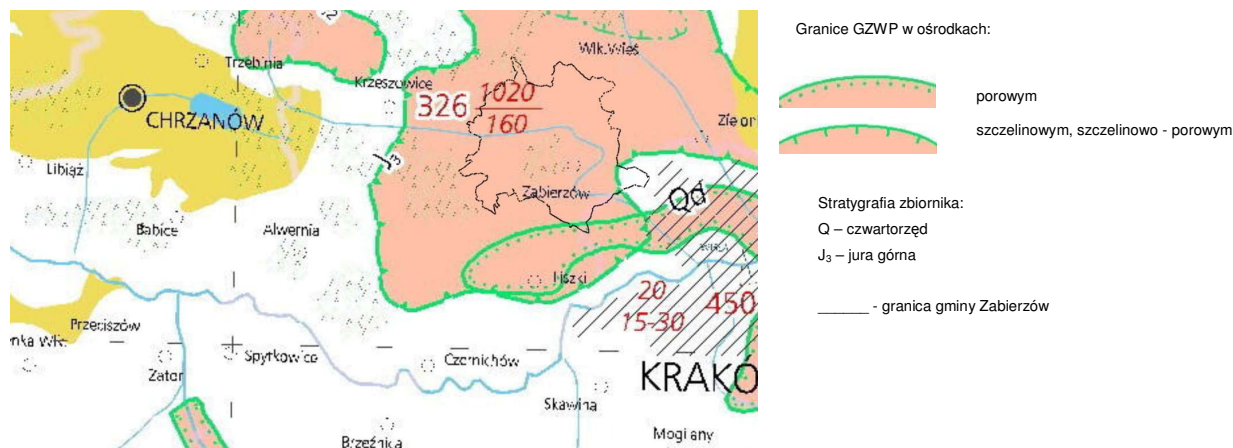 Trzebinia
Wlk.Wieś
Krzeszowice
326
1020
160
CHRZANÓW
Zielor
J3
Libiąż
Zabierzów
Qd
Babice
Alwernia
WISŁA
Liszki
20
15-30
450
Przeciszów
Spytkowice
Czernichów
Zator
KRAKÓ
Skawina
Brzeźnica
Mogilany
Granice GZWP w ośrodkach:
porowym
szczelinowym, szczelinowo - porowym
Stratygrafia zbiornika:
Q – czwartorzęd
J₃ – jura górna
______ - granica gminy Zabierzów